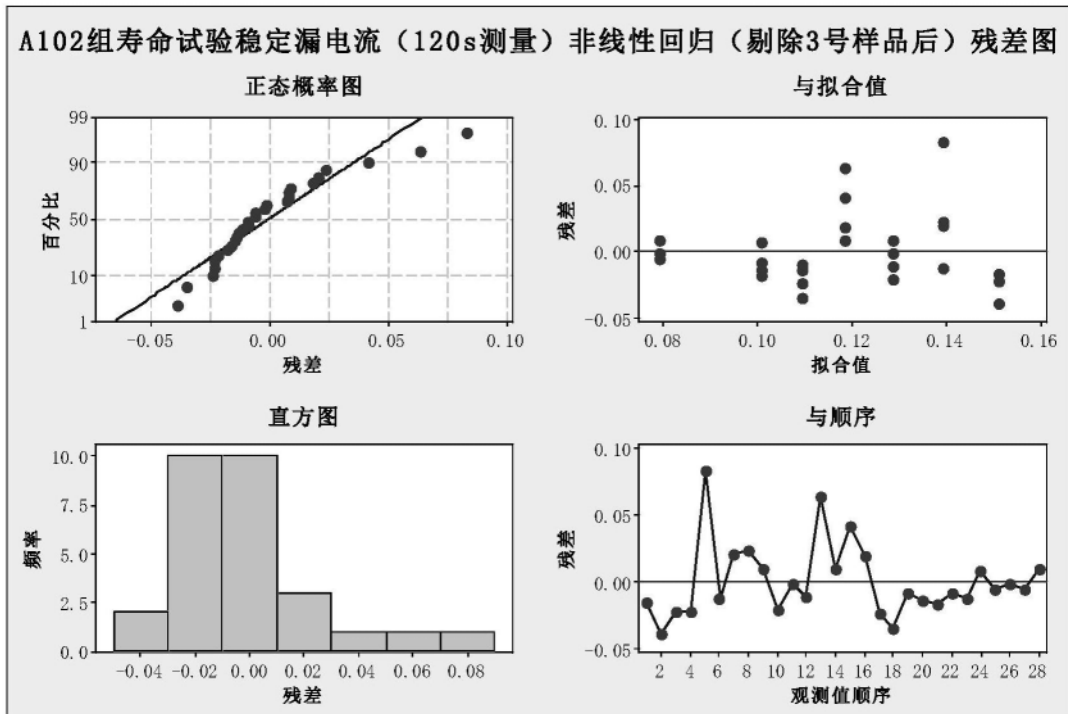 A102组寿命试验稳定漏电流（120s测量）非线性回归（剔除3号样品后）残差图
正态概率图
99
90
50
10
1
百分比
-0.05 0.00 0.05 0.10
残差
与拟合值
0.10
0.05
0.00
-0.05
残差
0.08 0.10 0.12 0.14 0.16
拟合值
直方图
10.0
7.5
5.0
2.5
0.0
频率
-0.04 -0.02 0.00 0.02 0.04 0.06 0.08
残差
与顺序
0.10
0.05
0.00
-0.05
残差
2 4 6 8 10 12 14 16 18 20 22 24 26 28
观测值顺序